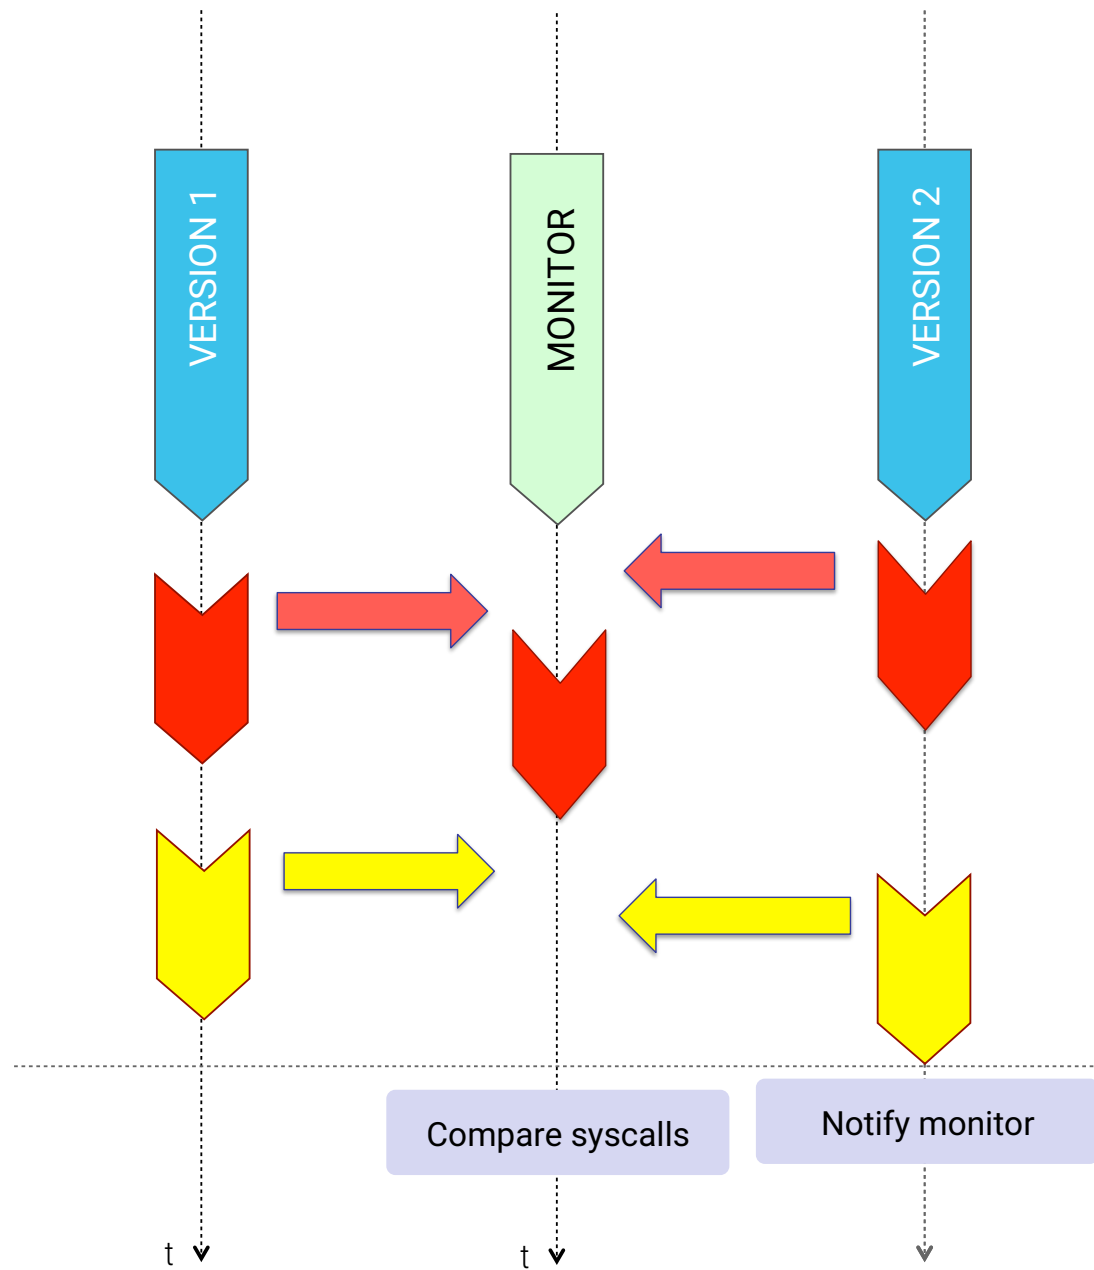 VERSION 1
MONITOR
VERSION 2
Compare syscalls
Notify monitor
t
t